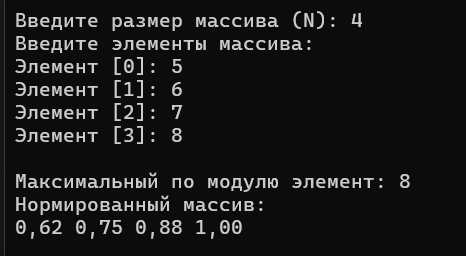 Введите размер массива (N): 4
Введите элементы массива:
Элемент [0]: 5
Элемент [1]: 6
Элемент [2]: 7
Элемент [3]: 8
Максимальный по модулю элемент: 8
Нормированный массив:
0,62 0,75 0,88 1,00